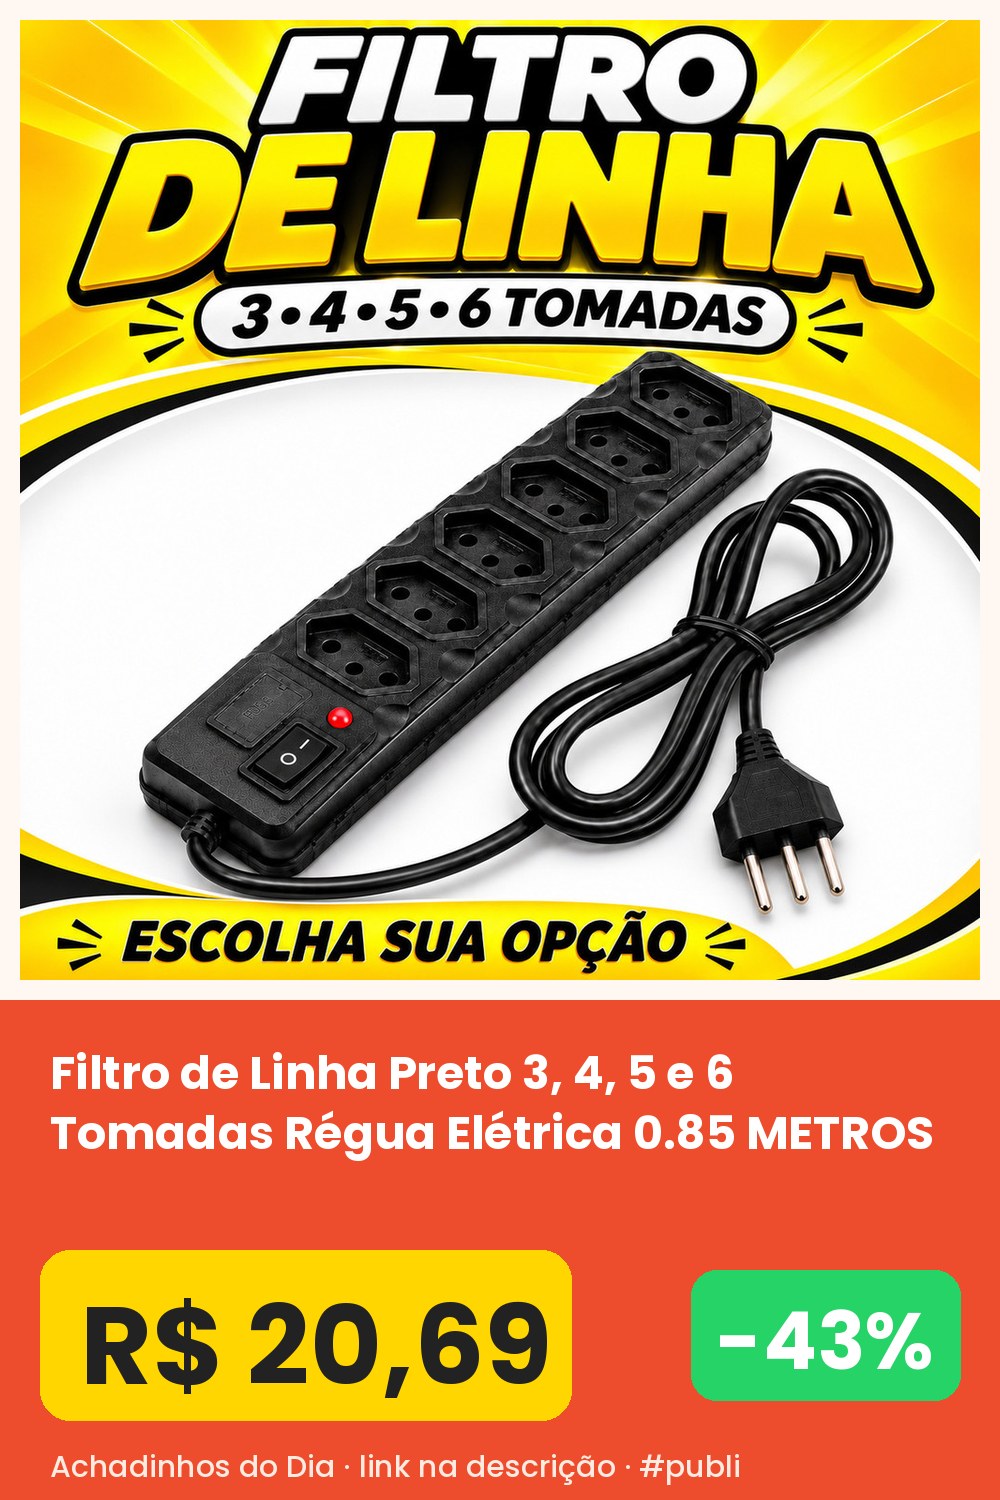 FILTRO
DE LINHA
3•4•5•6 TOMADAS
ESCOLHA SUA OPÇÃO
Filtro de Linha Preto 3, 4, 5 e 6
Tomadas Régua Elétrica 0.85 METROS
R$ 20,69
-43%
Achadinhos do Dia · link na descrição · #publi